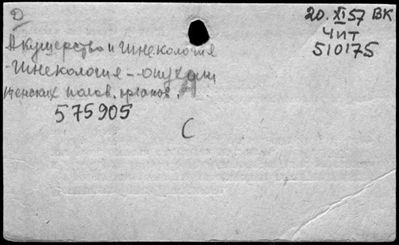 D
20. XI 57 ВК
Чит
510175
Акушерство и гинекология
-Гинекология-опухоли
женских полов. органов.
575905
С